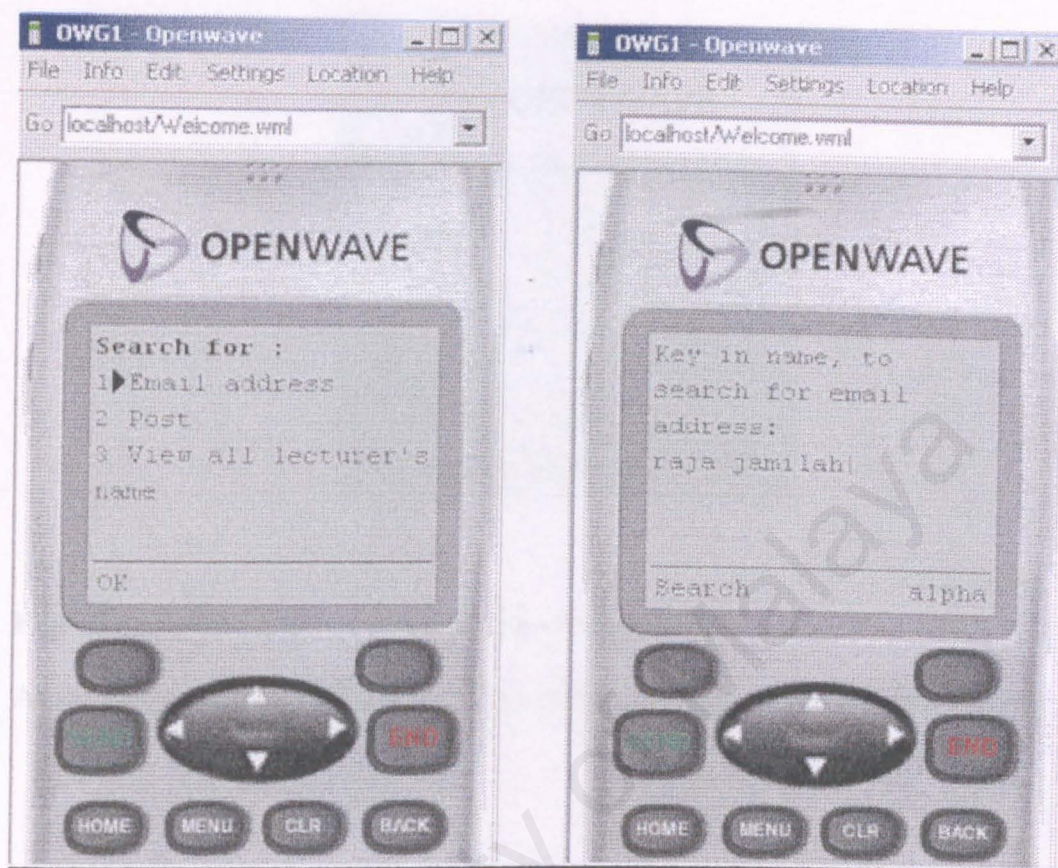 OWG1 - Openwave
File Info Edit Settings Location Help
Go localhost/Welcome.wml
OPENWAVE
Search for :
1 Email address
2 Post
3 View all lecturer's
name
OK
END
HOME MENU CLR BACK
OWG1 - Openwave
File Info Edit Settings Location Help
Go localhost/Welcome.wml
OPENWAVE
Key in name, to
search for email
address:
raja jamilah
Search alpha
END
HOME MENU CLR BACK
Malaya